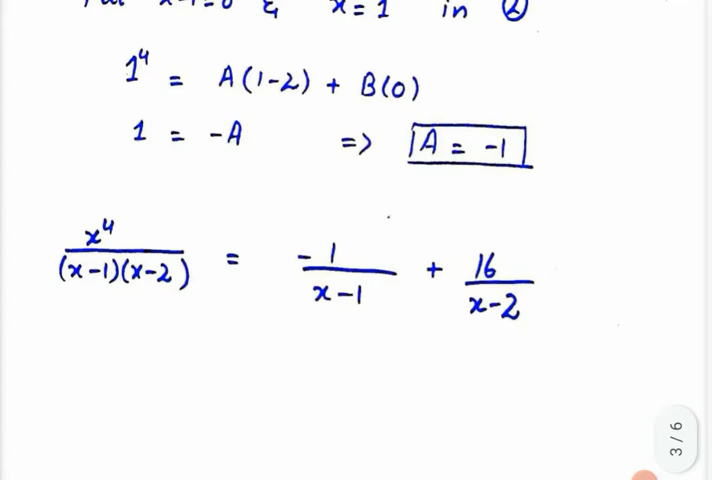 x-1=0 & x = 1 in ②
1⁴ = A(1-2) + B(0)
1 = -A => A = -1
x⁴/(x-1)(x-2) = -1/x-1 + 16/x-2
3/6